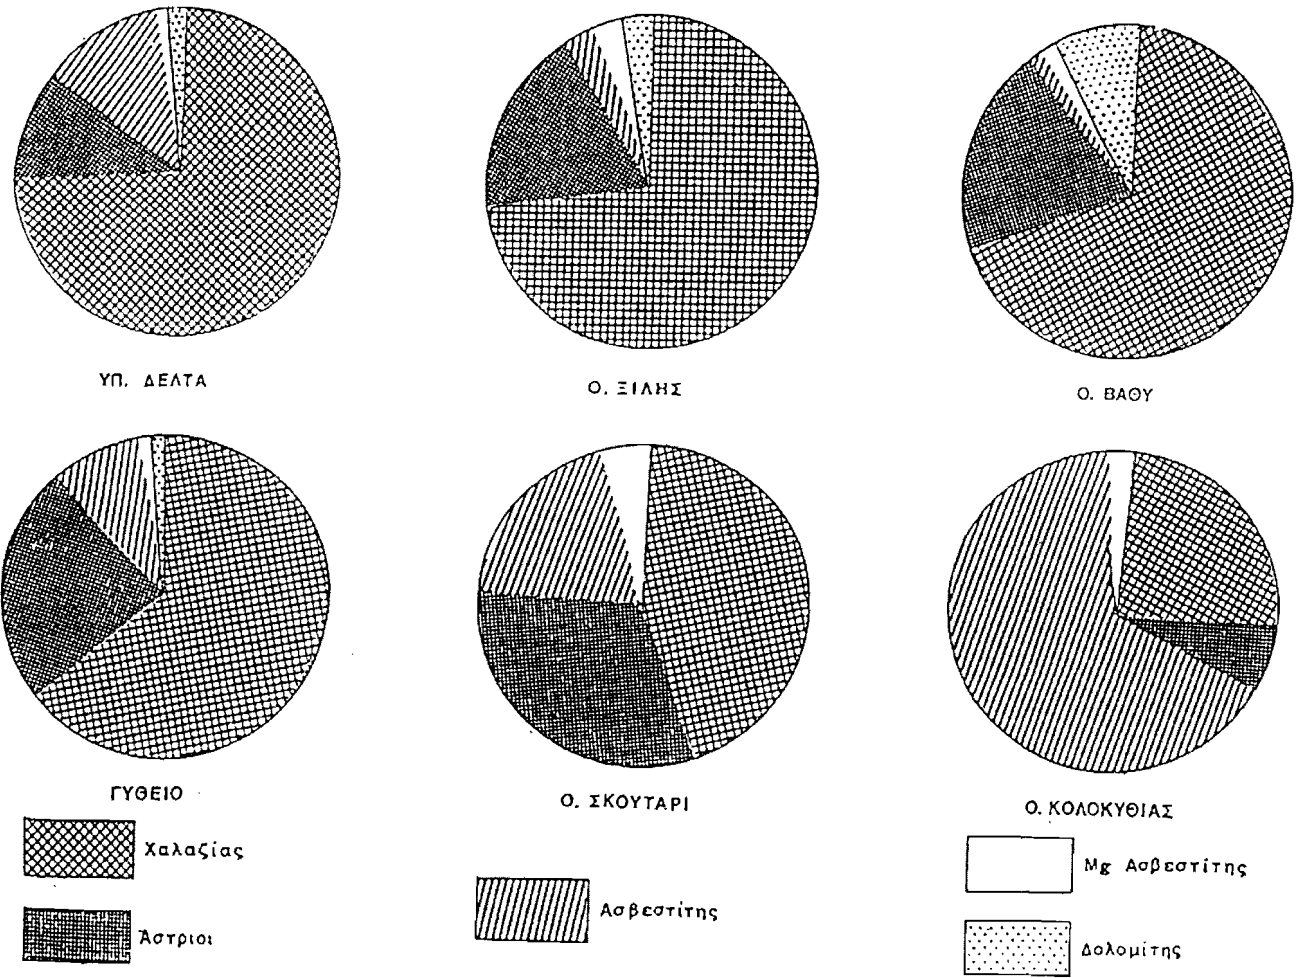 ΥΠ. ΔΕΛΤΑ
Ο. ΞΙΛΗΣ
Ο. ΒΑΘΥ
ΓΥΘΕΙΟ
Ο. ΣΚΟΥΤΑΡΙ
Ο. ΚΟΛΟΚΥΘΙΑΣ
Χαλαζίας
Άστριοι
Ασβεστίτης
Mg Ασβεστίτης
Δολομίτης